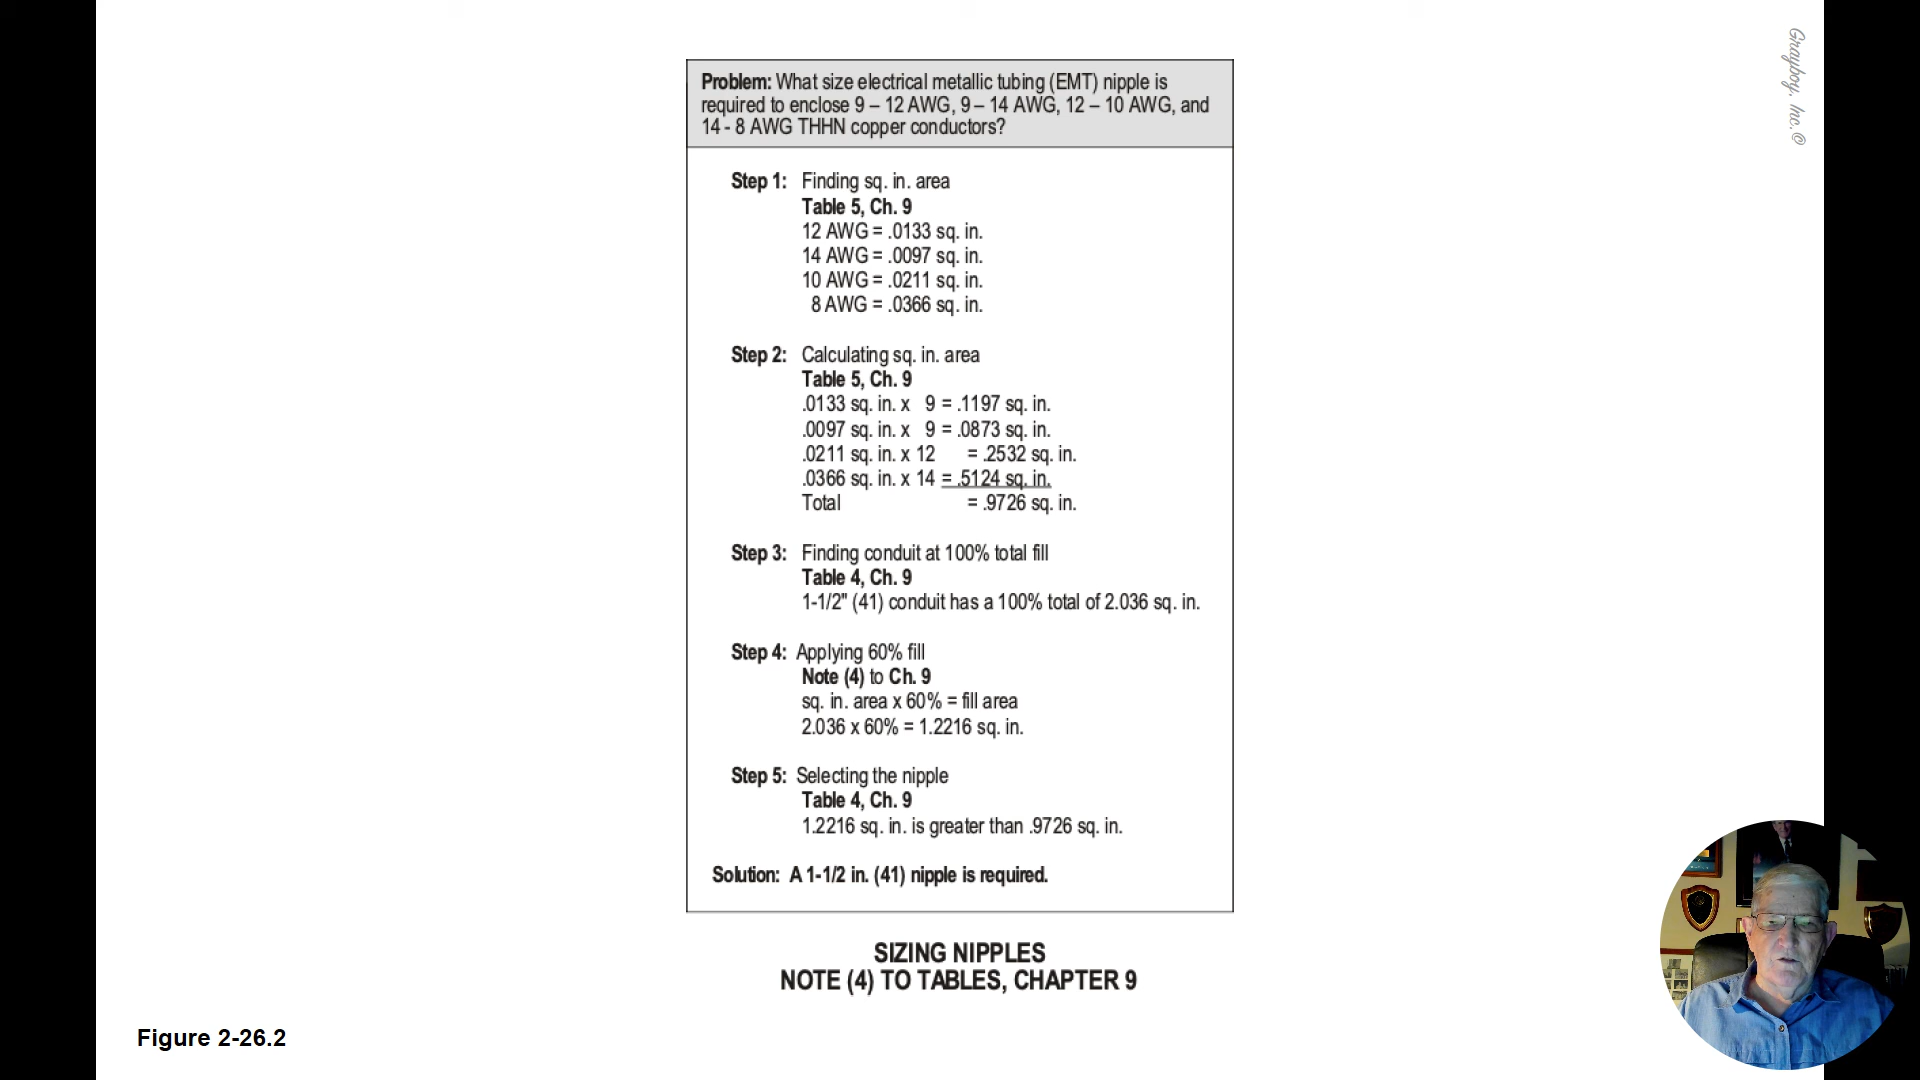 Grayboy, Inc.©
Problem: What size electrical metallic tubing (EMT) nipple is
required to enclose 9 – 12 AWG, 9 – 14 AWG, 12 – 10 AWG, and
14 - 8 AWG THHN copper conductors?
Step 1: Finding sq. in. area
Table 5, Ch. 9
12 AWG = .0133 sq. in.
14 AWG = .0097 sq. in.
10 AWG = .0211 sq. in.
8 AWG = .0366 sq. in.
Step 2: Calculating sq. in. area
Table 5, Ch. 9
.0133 sq. in. x 9 = .1197 sq. in.
.0097 sq. in. x 9 = .0873 sq. in.
.0211 sq. in. x 12 = .2532 sq. in.
.0366 sq. in. x 14 = .5124 sq. in.
Total = .9726 sq. in.
Step 3: Finding conduit at 100% total fill
Table 4, Ch. 9
1-1/2" (41) conduit has a 100% total of 2.036 sq. in.
Step 4: Applying 60% fill
Note (4) to Ch. 9
sq. in. area x 60% = fill area
2.036 x 60% = 1.2216 sq. in.
Step 5: Selecting the nipple
Table 4, Ch. 9
1.2216 sq. in. is greater than .9726 sq. in.
Solution: A 1-1/2 in. (41) nipple is required.
SIZING NIPPLES
NOTE (4) TO TABLES, CHAPTER 9
Figure 2-26.2